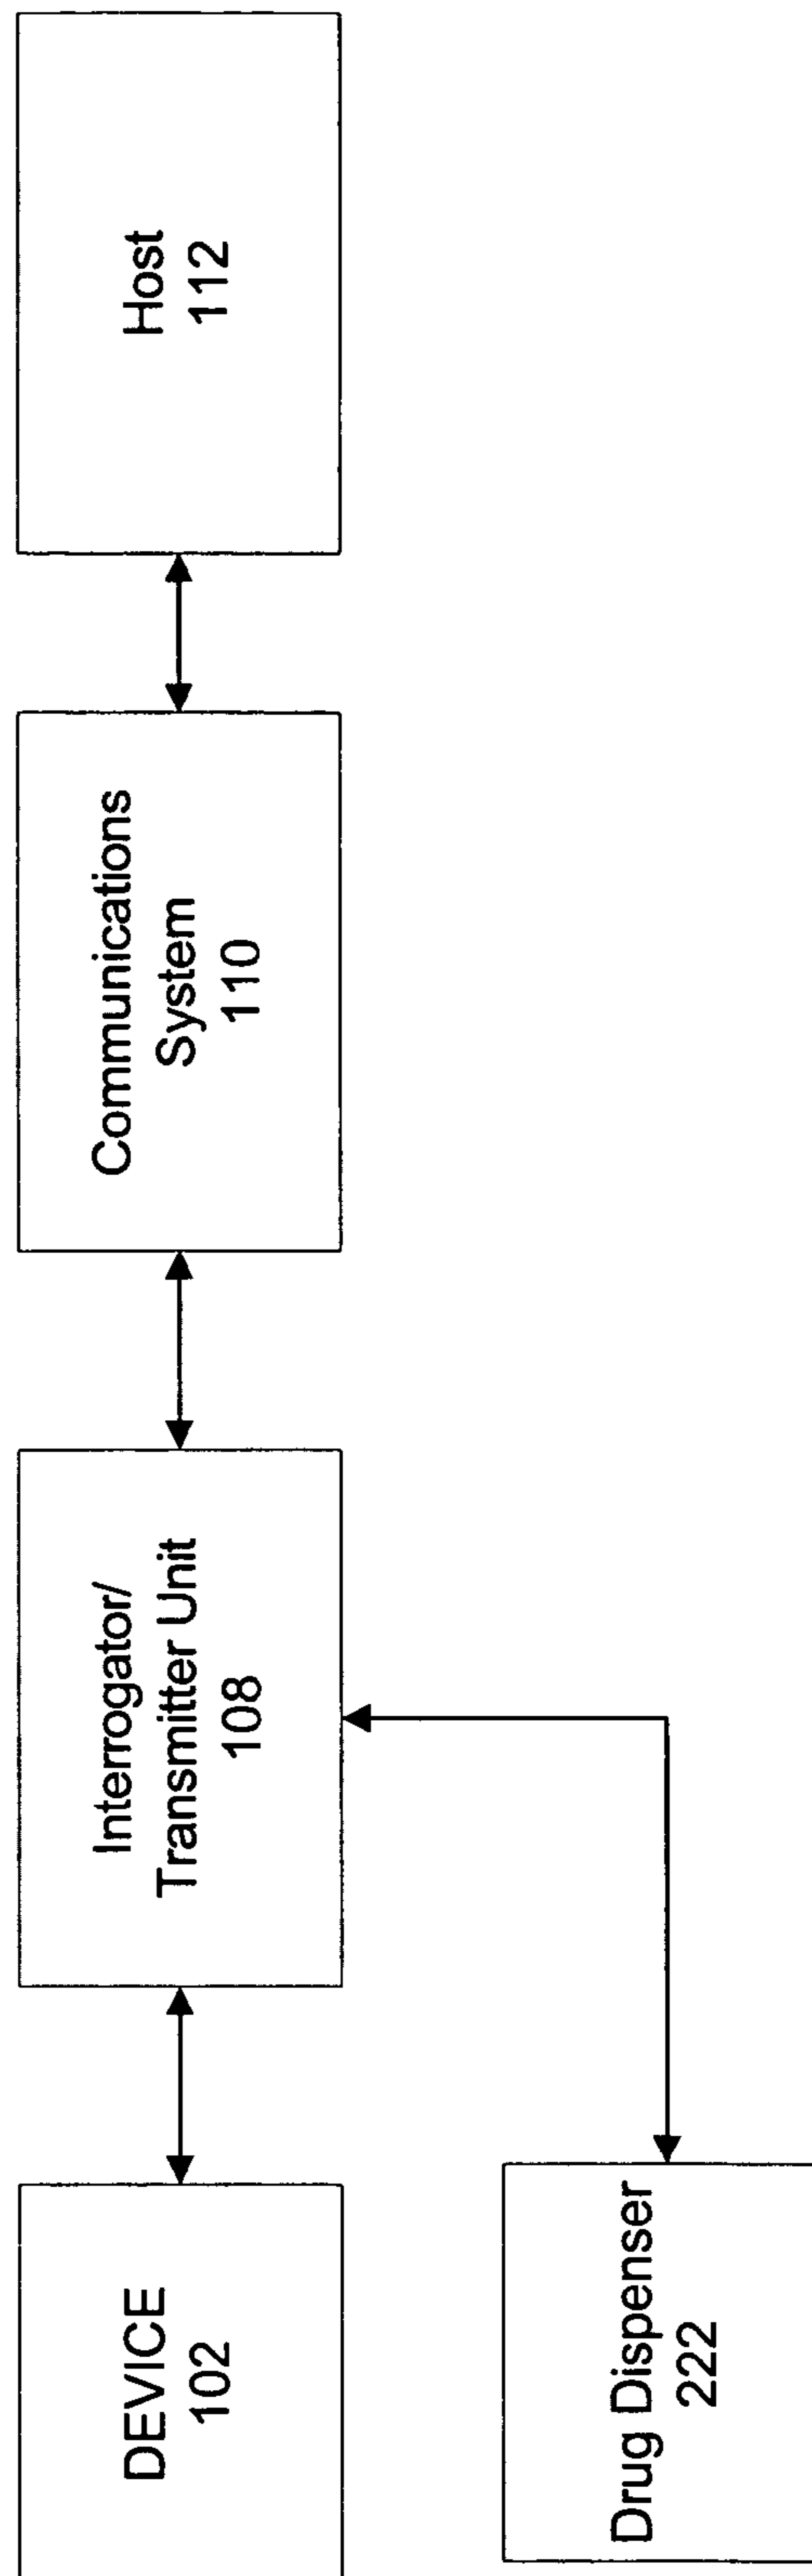 DEVICE
102
Interrogator/
Transmitter Unit
108
Communications
System
110
Host
112
Drug Dispenser
222